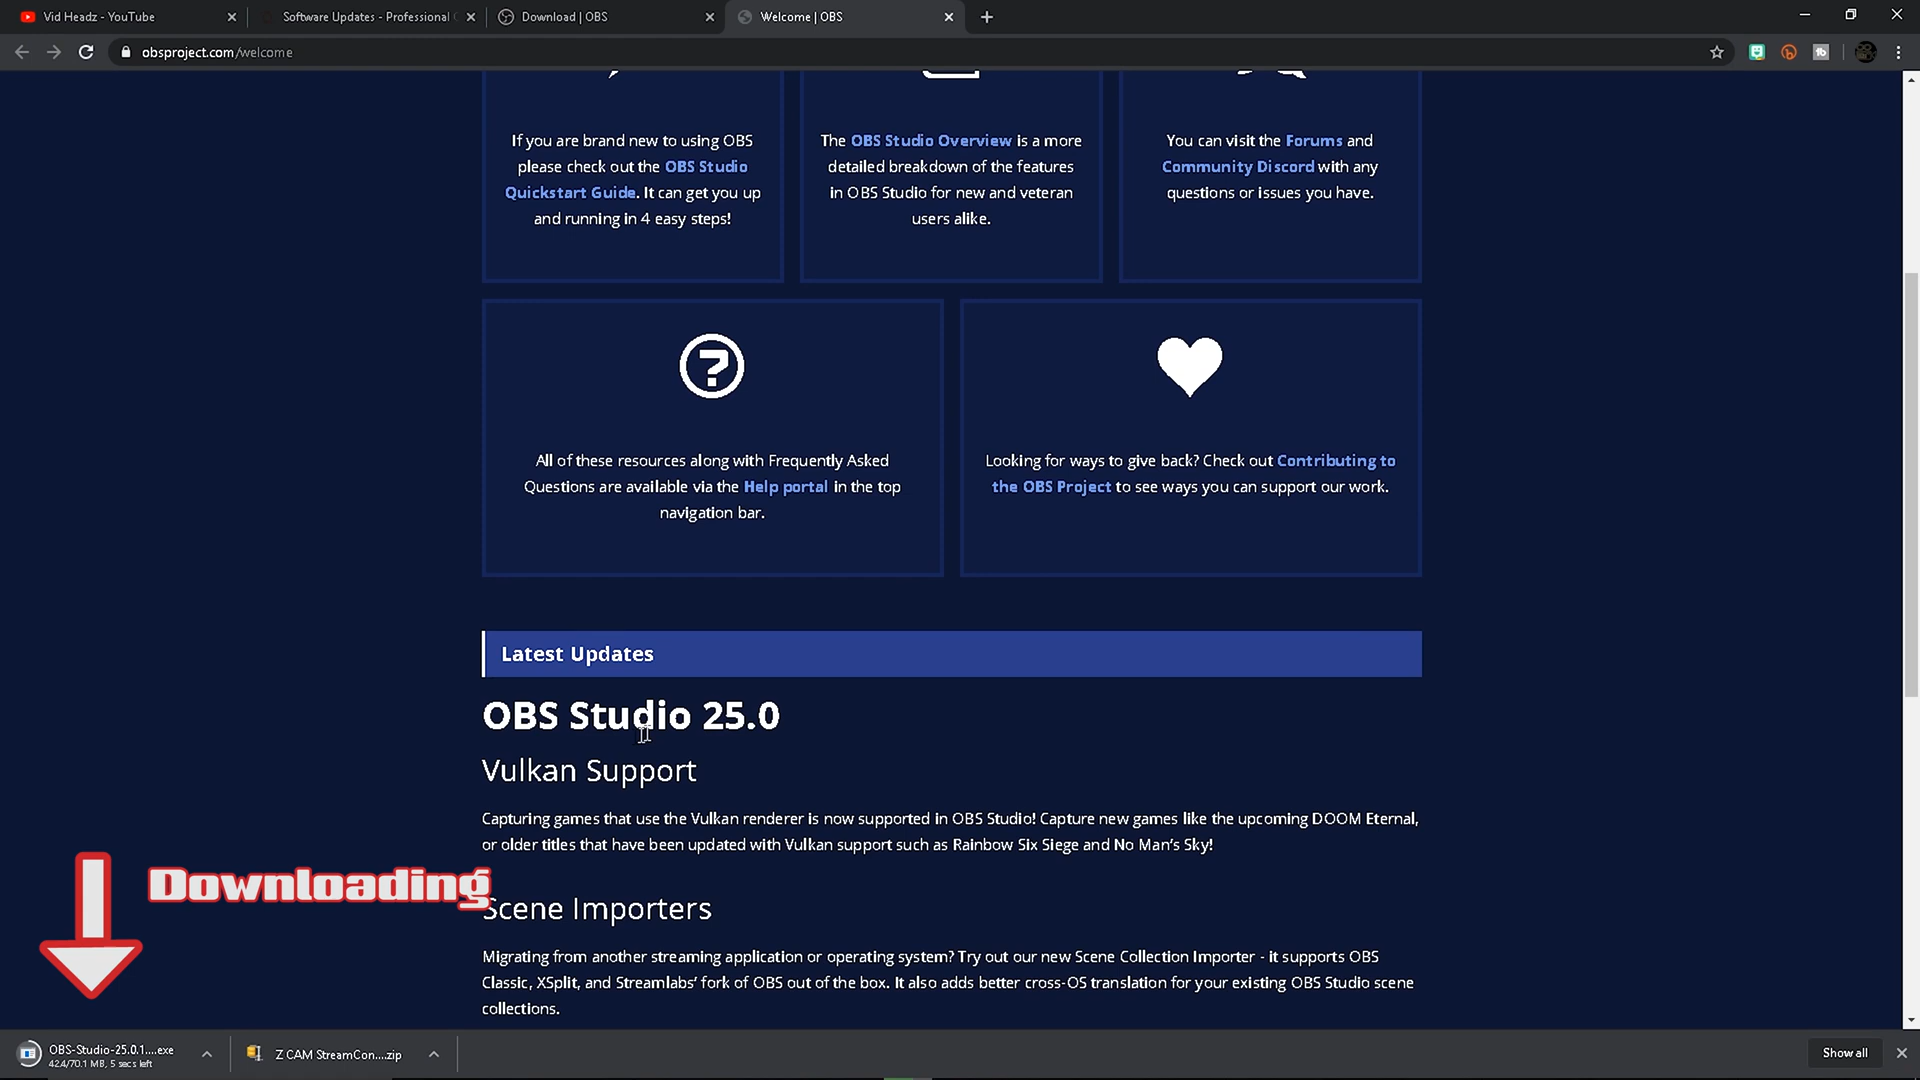 Vid Headz - YouTube
Software Updates - Professional
Download | OBS
Welcome | OBS
obsproject.com/welcome
If you are brand new to using OBS
please check out the OBS Studio
Quickstart Guide. It can get you up
and running in 4 easy steps!
The OBS Studio Overview is a more
detailed breakdown of the features
in OBS Studio for new and veteran
users alike.
You can visit the Forums and
Community Discord with any
questions or issues you have.
All of these resources along with Frequently Asked
Questions are available via the Help portal in the top
navigation bar.
Looking for ways to give back? Check out Contributing to
the OBS Project to see ways you can support our work.
Latest Updates
OBS Studio 25.0
Vulkan Support
Capturing games that use the Vulkan renderer is now supported in OBS Studio! Capture new games like the upcoming DOOM Eternal,
or older titles that have been updated with Vulkan support such as Rainbow Six Siege and No Man's Sky!
Downloading
Scene Importers
Migrating from another streaming application or operating system? Try out our new Scene Collection Importer - it supports OBS
Classic, XSplit, and Streamlabs' fork of OBS out of the box. It also adds better cross-OS translation for your existing OBS Studio scene
collections.
OBS-Studio-25.0.1....exe
42.4/70.1 MB, 5 secs left
Z CAM StreamCon....zip
Show all